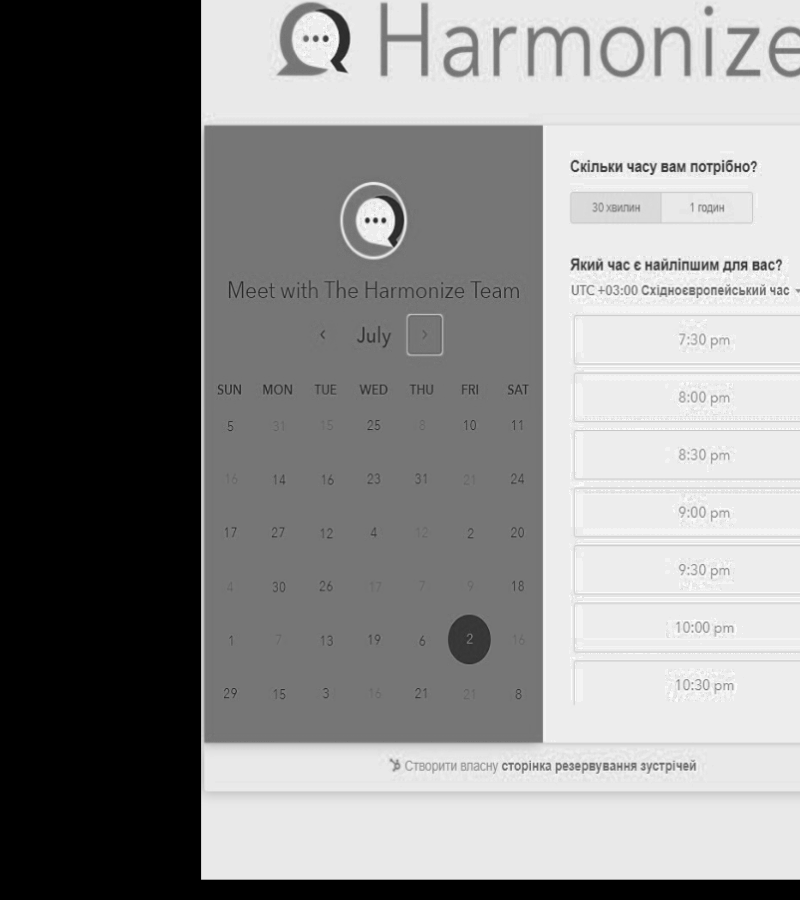 Harmonize
Meet with The Harmonize Team
July
SUN MON TUE WED THU FRI SAT
5 31 15 25 8 10 11
16 14 16 23 31 21 24
17 27 12 4 12 2 20
4 30 26 17 7 9 18
1 7 13 19 6 2 16
29 15 3 16 21 21 8
Скільки часу вам потрібно?
30 хвилин 1 годин
Який час є найліпшим для вас?
UTC +03:00 Східноєвропейський час
7:30 pm
8:00 pm
8:30 pm
9:00 pm
9:30 pm
10:00 pm
10:30 pm
Створити власну сторінка резервування зустрічей